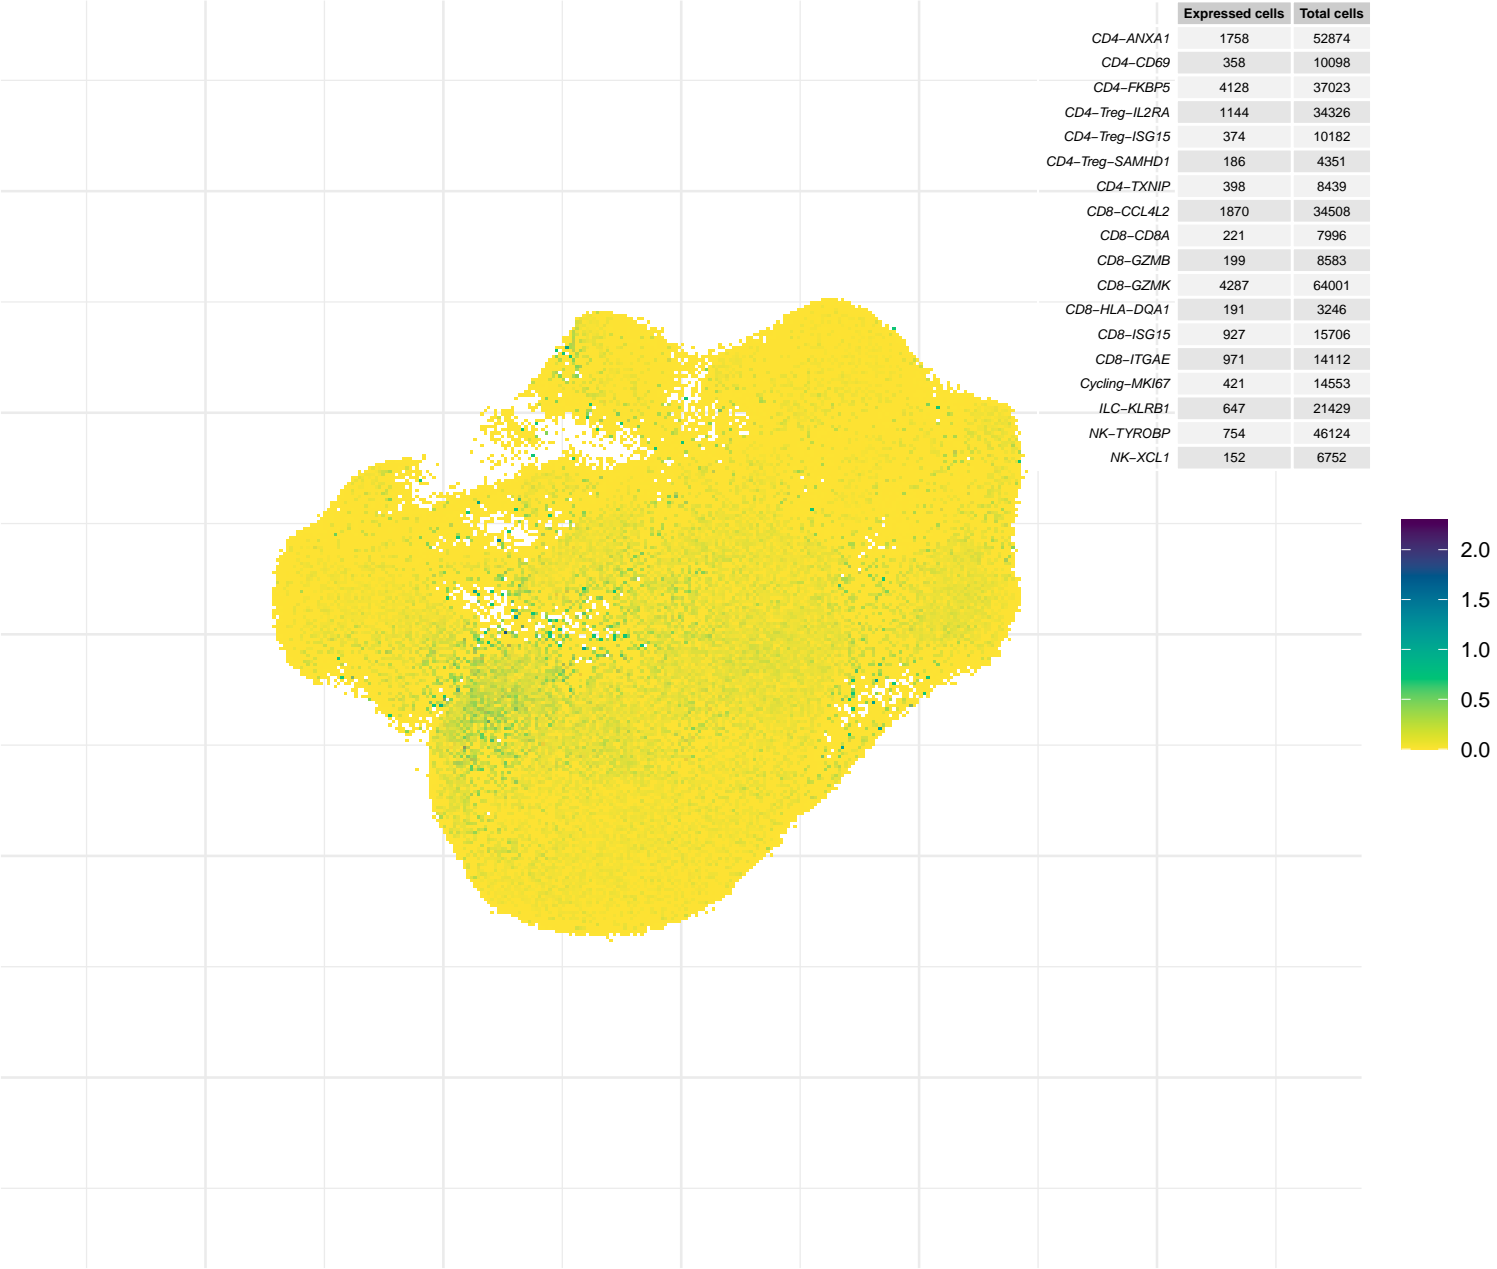 Expressed cells Total cells
CD4−ANXA1 1758 52874
CD4−CD69 358 10098
CD4−FKBP5 4128 37023
CD4−Treg−IL2RA 1144 34326
CD4−Treg−ISG15 374 10182
CD4−Treg−SAMHD1 186 4351
CD4−TXNIP 398 8439
CD8−CCL4L2 1870 34508
CD8−CD8A 221 7996
CD8−GZMB 199 8583
CD8−GZMK 4287 64001
CD8−HLA−DQA1 191 3246
CD8−ISG15 927 15706
CD8−ITGAE 971 14112
Cycling−MKI67 421 14553
ILC−KLRB1 647 21429
NK−TYROBP 754 46124
NK−XCL1 152 6752
2.0
1.5
1.0
0.5
0.0